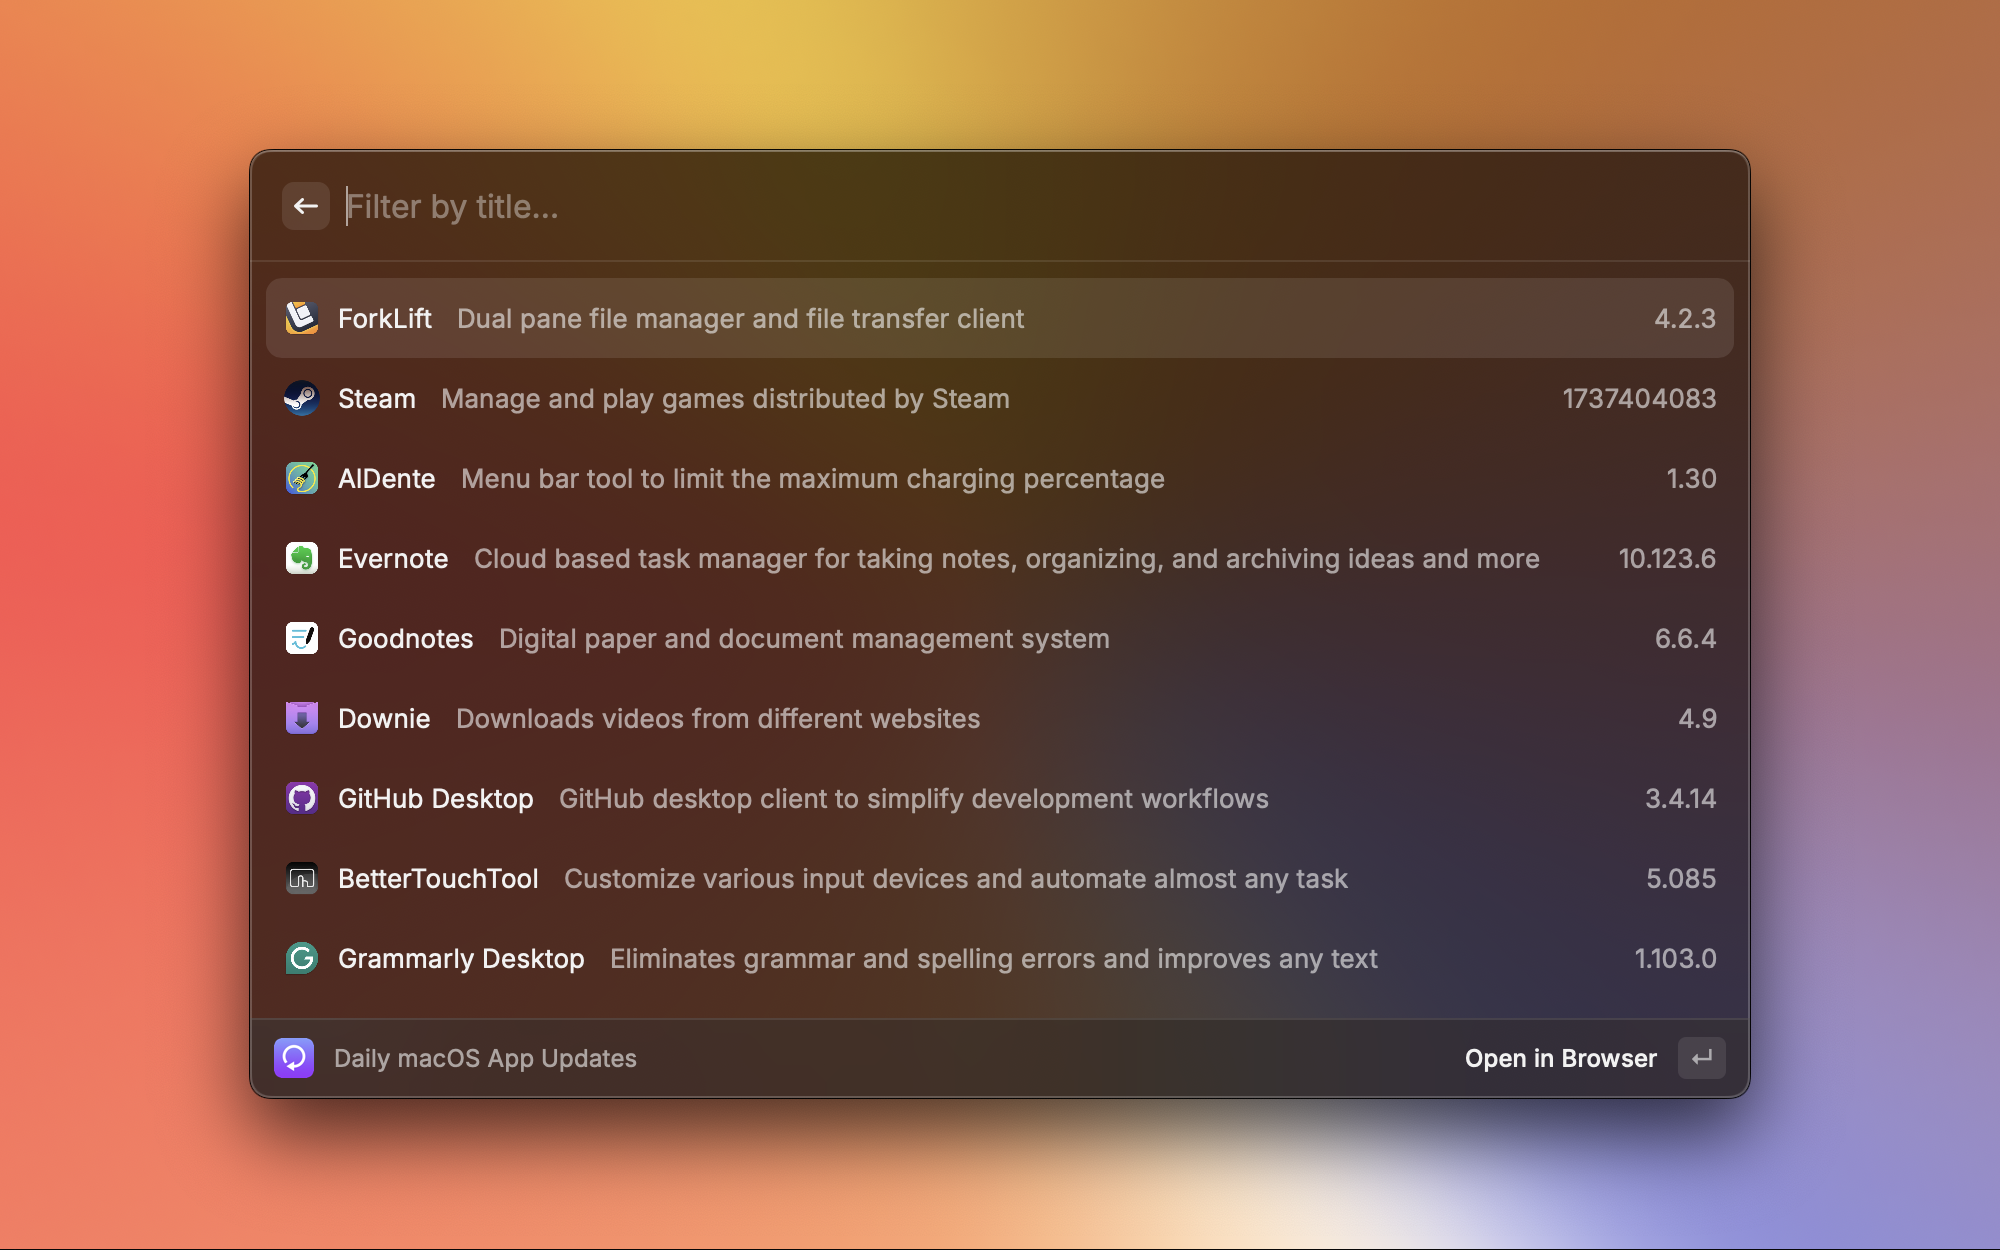 Filter by title...
ForkLift Dual pane file manager and file transfer client 4.2.3
Steam Manage and play games distributed by Steam 1737404083
AlDente Menu bar tool to limit the maximum charging percentage 1.30
Evernote Cloud based task manager for taking notes, organizing, and archiving ideas and more 10.123.6
Goodnotes Digital paper and document management system 6.6.4
Downie Downloads videos from different websites 4.9
GitHub Desktop GitHub desktop client to simplify development workflows 3.4.14
BetterTouchTool Customize various input devices and automate almost any task 5.085
Grammarly Desktop Eliminates grammar and spelling errors and improves any text 1.103.0
Daily macOS App Updates Open in Browser